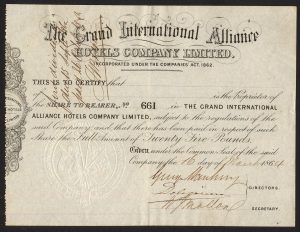 The Grand International Alliance
HOTELS COMPANY LIMITED.
INCORPORATED UNDER THE COMPANIES' ACT, 1862.
THIS IS TO CERTIFY that
is the Proprietor of
the SHARE TO BEARER, No 661 in THE GRAND INTERNATIONAL
ALLIANCE HOTELS COMPANY LIMITED, subject to the regulations of the
said Company and that there has been paid in respect of such
Share the Full Amount of Twenty Five Pounds.
Given under the Common Seal of the said
Company the 16 day of March 1864
DIRECTORS.
SECRETARY.